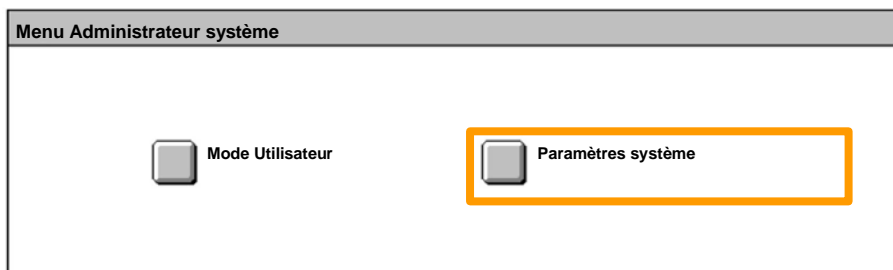 Menu Administrateur système
Mode Utilisateur
Paramètres système